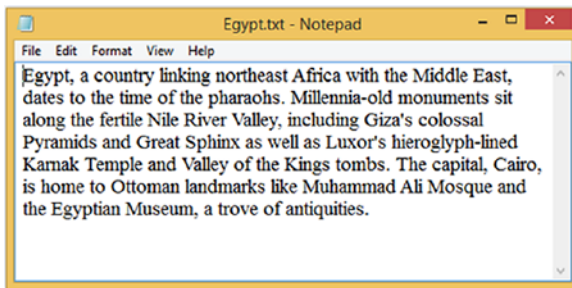 Egypt.txt - Notepad
File Edit Format View Help
Egypt, a country linking northeast Africa with the Middle East,
dates to the time of the pharaohs. Millennia-old monuments sit
along the fertile Nile River Valley, including Giza's colossal
Pyramids and Great Sphinx as well as Luxor's hieroglyph-lined
Karnak Temple and Valley of the Kings tombs. The capital, Cairo,
is home to Ottoman landmarks like Muhammad Ali Mosque and
the Egyptian Museum, a trove of antiquities.